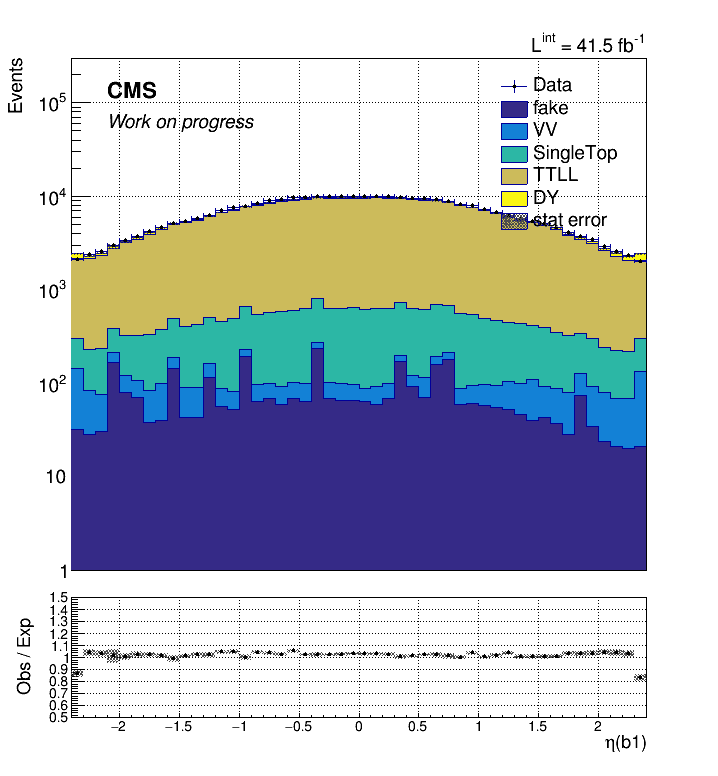 L^int = 41.5 fb^-1
Events
CMS
Work on progress
Data
fake
VV
SingleTop
TTLL
DY
stat error
10^5
10^4
10^3
10^2
10
1
Obs / Exp
1.5
1.4
1.3
1.2
1.1
1
0.9
0.8
0.7
0.6
0.5
−2 −1.5 −1 −0.5 0 0.5 1 1.5 2
η(b1)